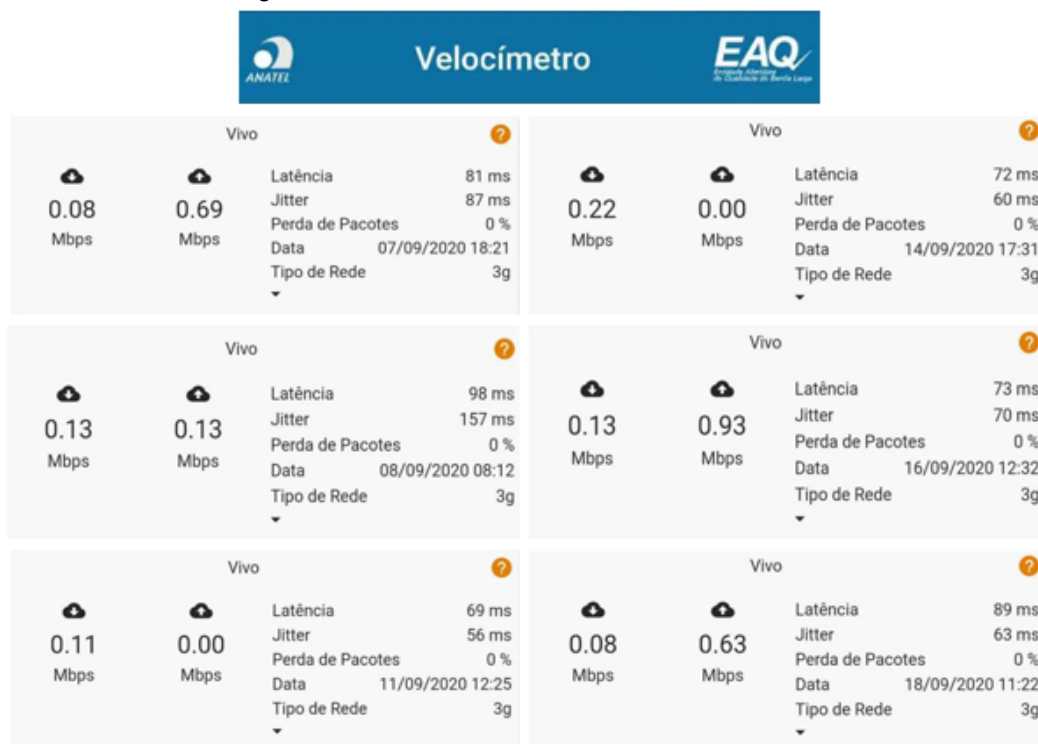 ANATEL
Velocímetro
EAQ
Vivo
?
0.08
Mbps
0.69
Mbps
Latência 81 ms
Jitter 87 ms
Perda de Pacotes 0 %
Data 07/09/2020 18:21
Tipo de Rede 3g
Vivo
?
0.22
Mbps
0.00
Mbps
Latência 72 ms
Jitter 60 ms
Perda de Pacotes 0 %
Data 14/09/2020 17:31
Tipo de Rede 3g
Vivo
?
0.13
Mbps
0.13
Mbps
Latência 98 ms
Jitter 157 ms
Perda de Pacotes 0 %
Data 08/09/2020 08:12
Tipo de Rede 3g
Vivo
?
0.13
Mbps
0.93
Mbps
Latência 73 ms
Jitter 70 ms
Perda de Pacotes 0 %
Data 16/09/2020 12:32
Tipo de Rede 3g
Vivo
?
0.11
Mbps
0.00
Mbps
Latência 69 ms
Jitter 56 ms
Perda de Pacotes 0 %
Data 11/09/2020 12:25
Tipo de Rede 3g
Vivo
?
0.08
Mbps
0.63
Mbps
Latência 89 ms
Jitter 63 ms
Perda de Pacotes 0 %
Data 18/09/2020 11:22
Tipo de Rede 3g